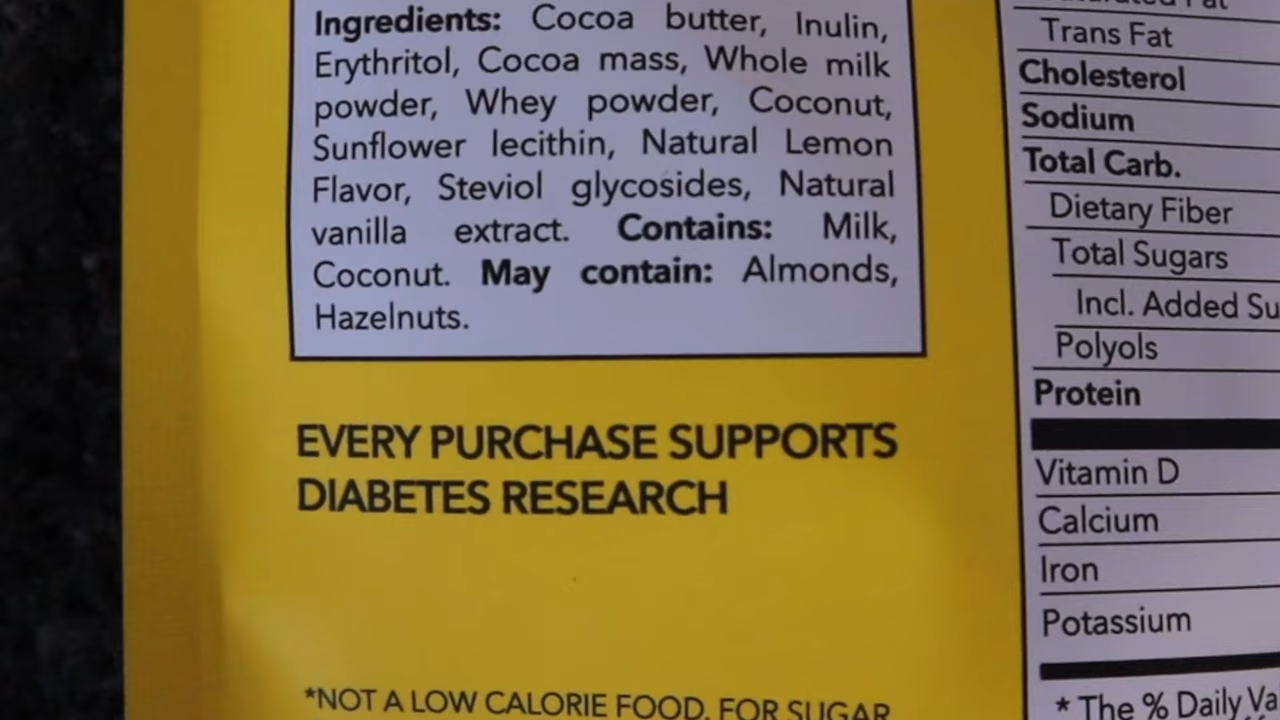 Ingredients: Cocoa butter, Inulin,
Erythritol, Cocoa mass, Whole milk
powder, Whey powder, Coconut,
Sunflower lecithin, Natural Lemon
Flavor, Steviol glycosides, Natural
vanilla extract. Contains: Milk,
Coconut. May contain: Almonds,
Hazelnuts.
EVERY PURCHASE SUPPORTS
DIABETES RESEARCH
*NOT A LOW CALORIE FOOD. FOR SUGAR
Fat
Trans Fat
Cholesterol
Sodium
Total Carb.
Dietary Fiber
Total Sugars
Incl. Added Su
Polyols
Protein
Vitamin D
Calcium
Iron
Potassium
* The % Daily Va